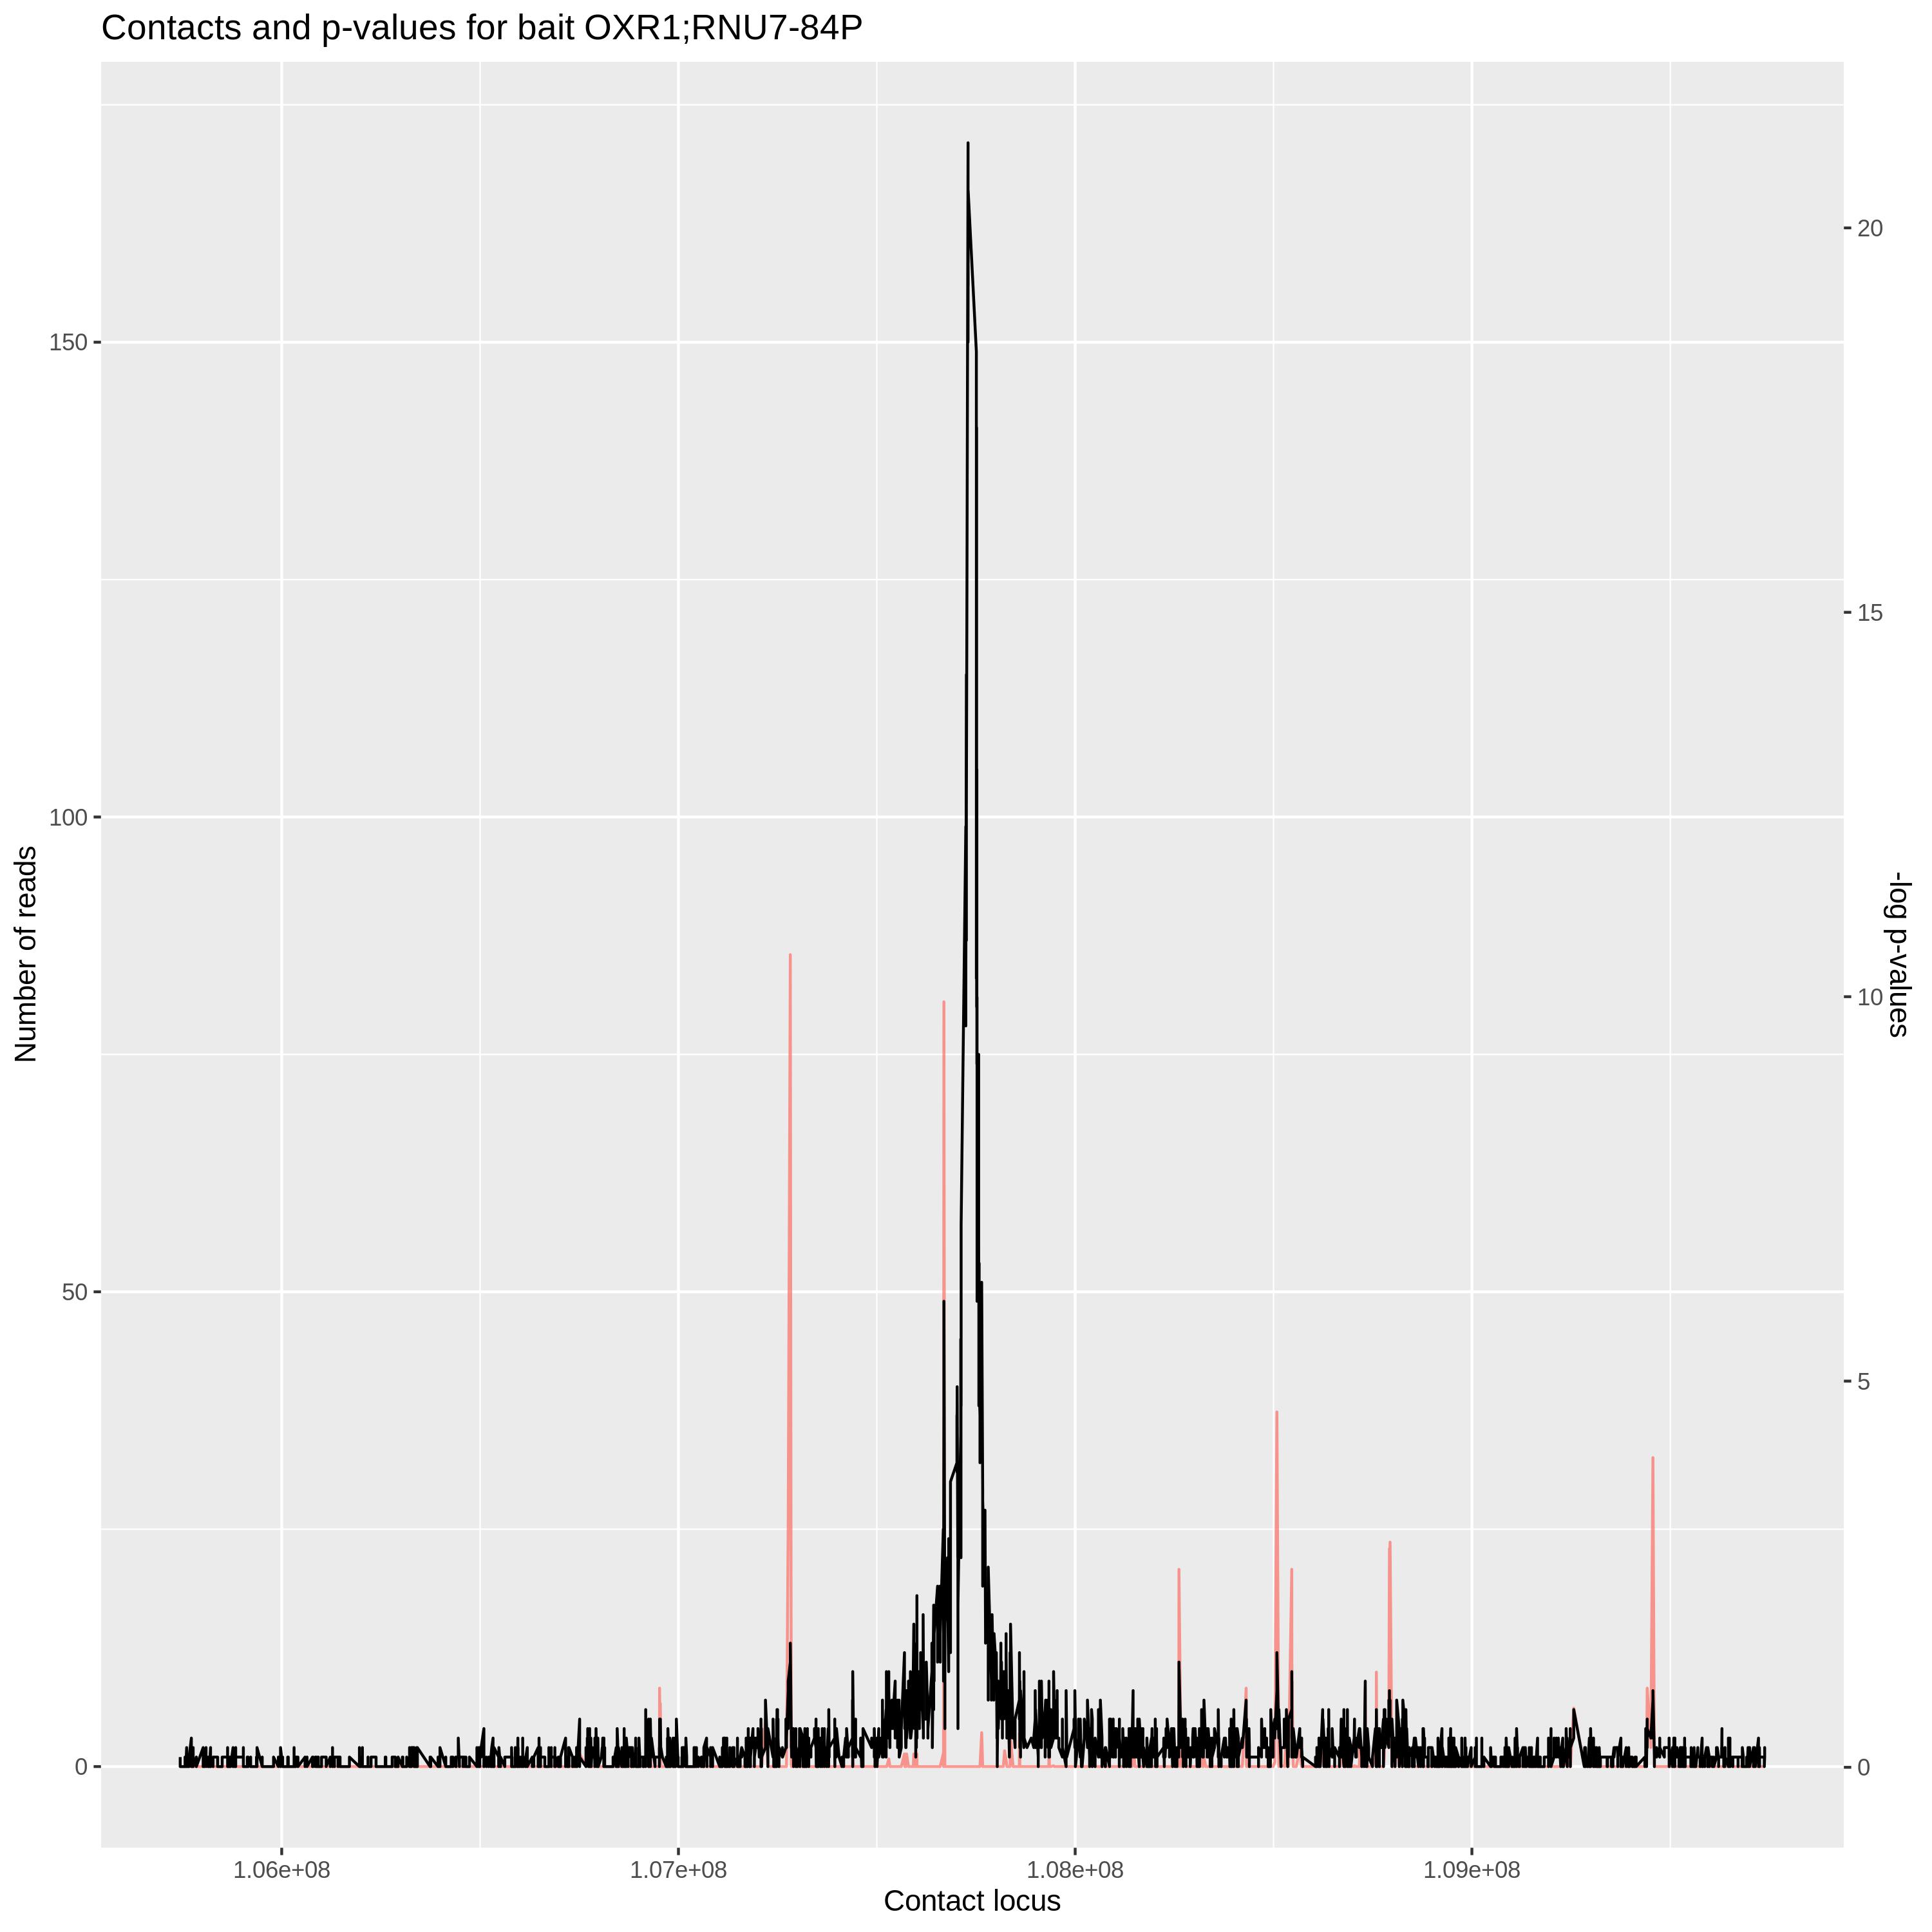 Contacts and p-values for bait OXR1;RNU7-84P
Number of reads
150
100
50
0
20
15
10
5
0
-log p-values
1.06e+08
1.07e+08
1.08e+08
1.09e+08
Contact locus